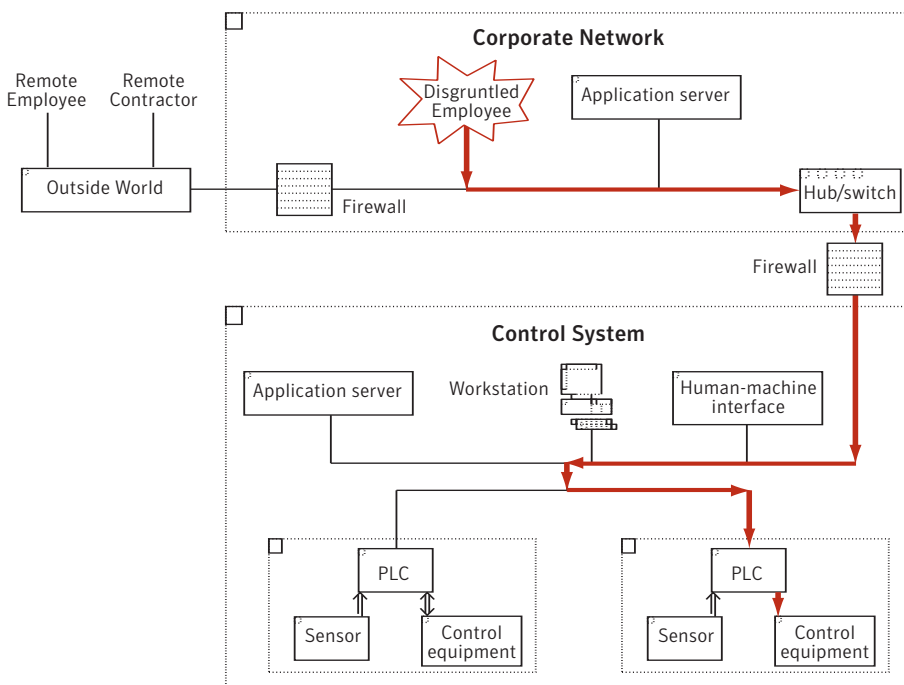 Corporate Network
Remote
Employee
Remote
Contractor
Disgruntled
Employee
Application server
Outside World
Firewall
Hub/switch
Firewall
Control System
Application server
Workstation
Human-machine
interface
PLC
Sensor
Control
equipment
PLC
Sensor
Control
equipment